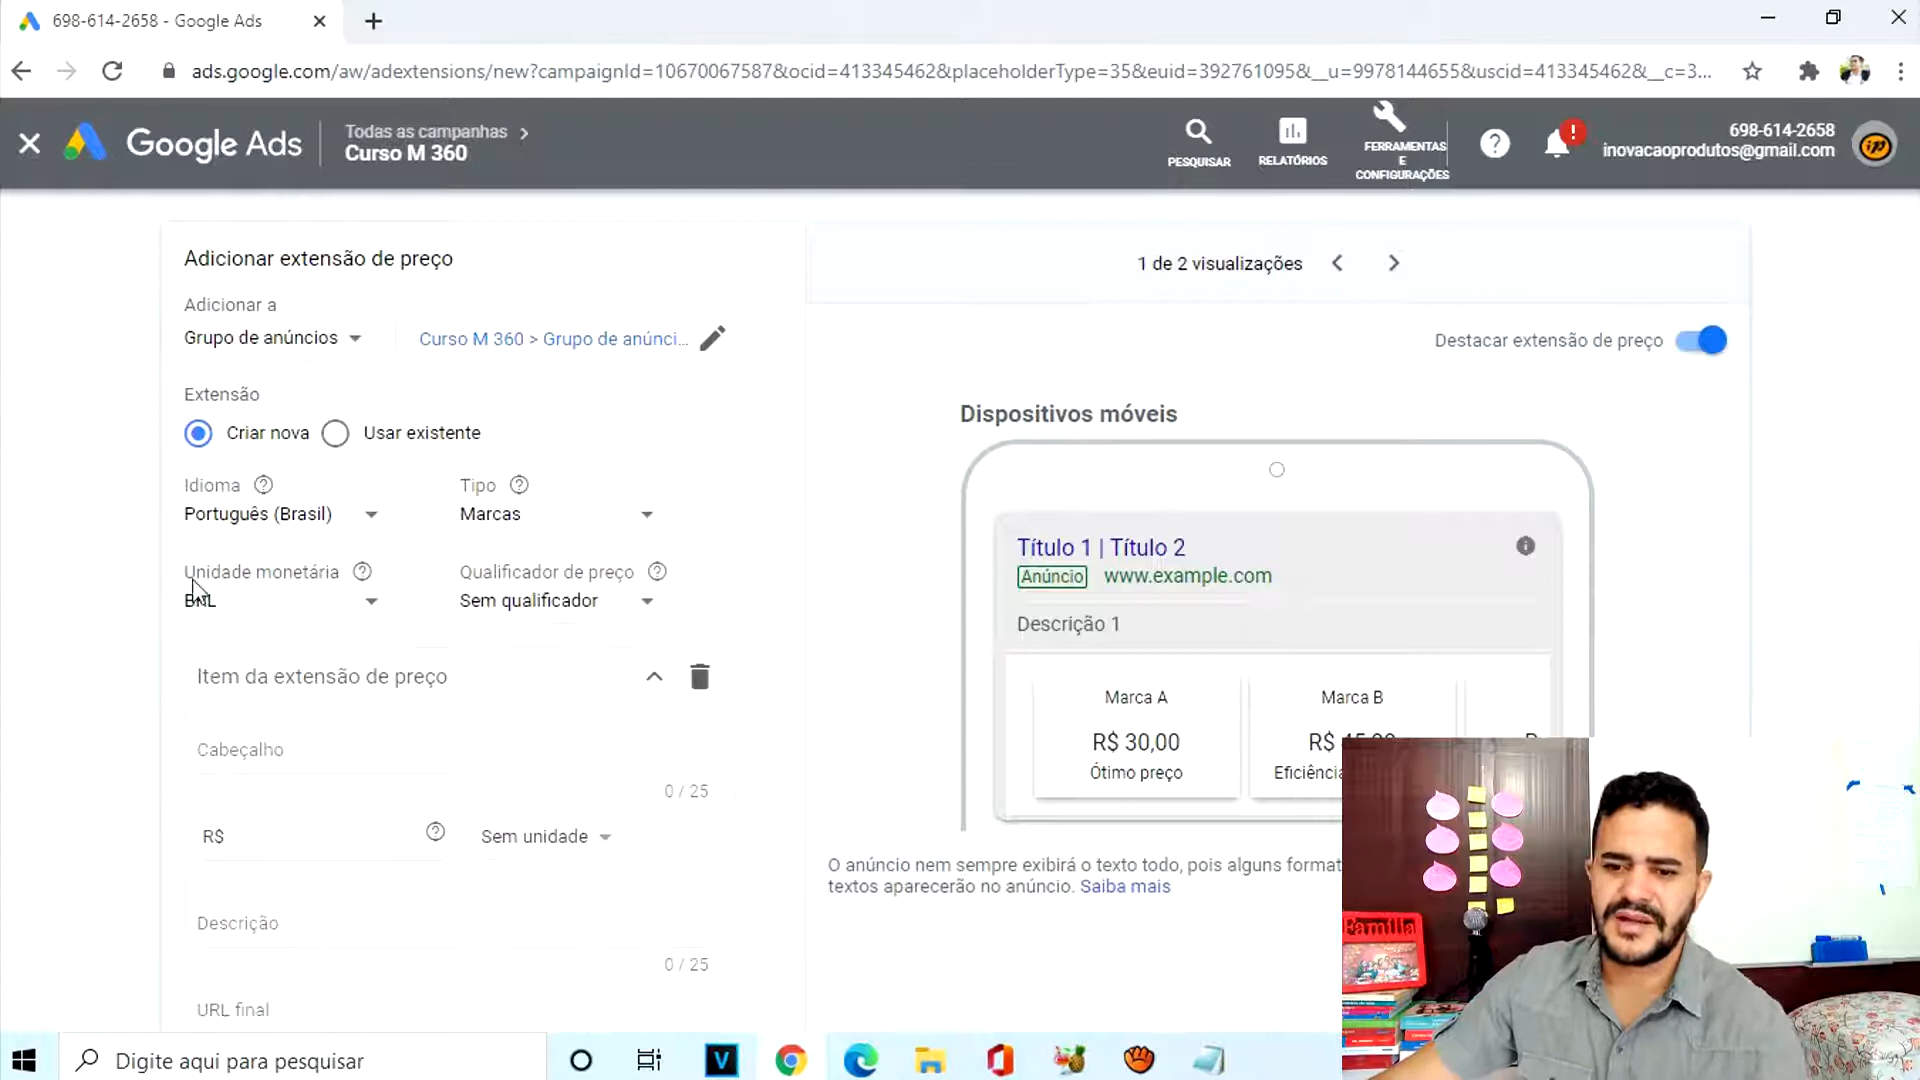 698-614-2658 - Google Ads
ads.google.com/aw/adextensions/new?campaignId=10670067587&ocid=413345462&placeholderType=35&euid=392761095&__u=9978144655&uscid=413345462&__c=3...
Google Ads
Todas as campanhas
Curso M 360
PESQUISAR
RELATÓRIOS
FERRAMENTAS
E
CONFIGURAÇÕES
698-614-2658
inovacaoprodutos@gmail.com
Adicionar extensão de preço
Adicionar a
Grupo de anúncios
Curso M 360 > Grupo de anúnci...
Extensão
Criar nova
Usar existente
Idioma
Tipo
Português (Brasil)
Marcas
Unidade monetária
Qualificador de preço
BRL
Sem qualificador
Item da extensão de preço
Cabeçalho
0 / 25
R$
Sem unidade
Descrição
0 / 25
URL final
1 de 2 visualizações
Destacar extensão de preço
Dispositivos móveis
Título 1 | Título 2
Anúncio www.example.com
Descrição 1
Marca A
Marca B
R$ 30,00
R$ 45,00
Ótimo preço
Eficiência
O anúncio nem sempre exibirá o texto todo, pois alguns format
textos aparecerão no anúncio. Saiba mais
Família
Digite aqui para pesquisar